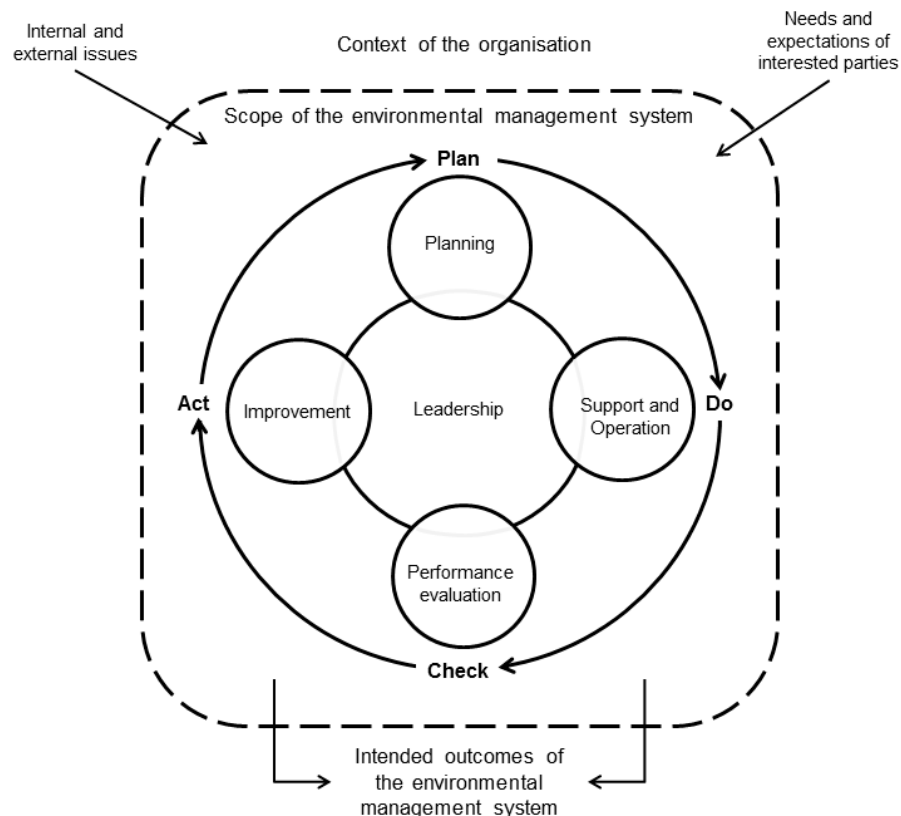 Internal and
external issues
Context of the organisation
Needs and
expectations of
interested parties
Scope of the environmental management system
Plan
Planning
Act
Improvement
Leadership
Support and
Operation
Do
Performance
evaluation
Check
Intended outcomes of
the environmental
management system